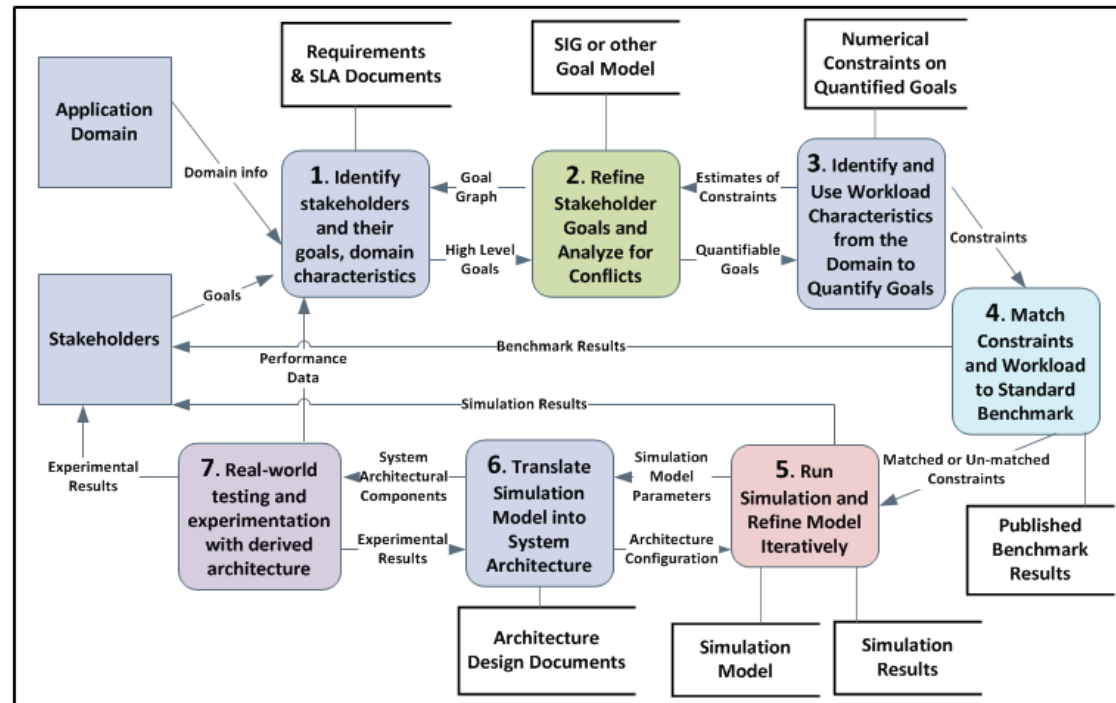 Requirements
& SLA Documents
SIG or other
Goal Model
Numerical
Constraints on
Quantified Goals
Application
Domain
Domain info
1. Identify
stakeholders
and their
goals, domain
characteristics
Goal
Graph
High Level
Goals
2. Refine
Stakeholder
Goals and
Analyze for
Conflicts
Estimates of
Constraints
Quantifiable
Goals
3. Identify and
Use Workload
Characteristics
from the
Domain to
Quantify Goals
Constraints
Goals
Stakeholders
Benchmark Results
4. Match
Constraints
and Workload
to Standard
Benchmark
Performance
Data
Simulation Results
Experimental
Results
7. Real-world
testing and
experimentation
with derived
architecture
System
Architectural
Components
Experimental
Results
6. Translate
Simulation
Model into
System
Architecture
Simulation
Model
Parameters
Architecture
Configuration
5. Run
Simulation and
Refine Model
Iteratively
Matched or Un-matched
Constraints
Published
Benchmark
Results
Architecture
Design Documents
Simulation
Model
Simulation
Results